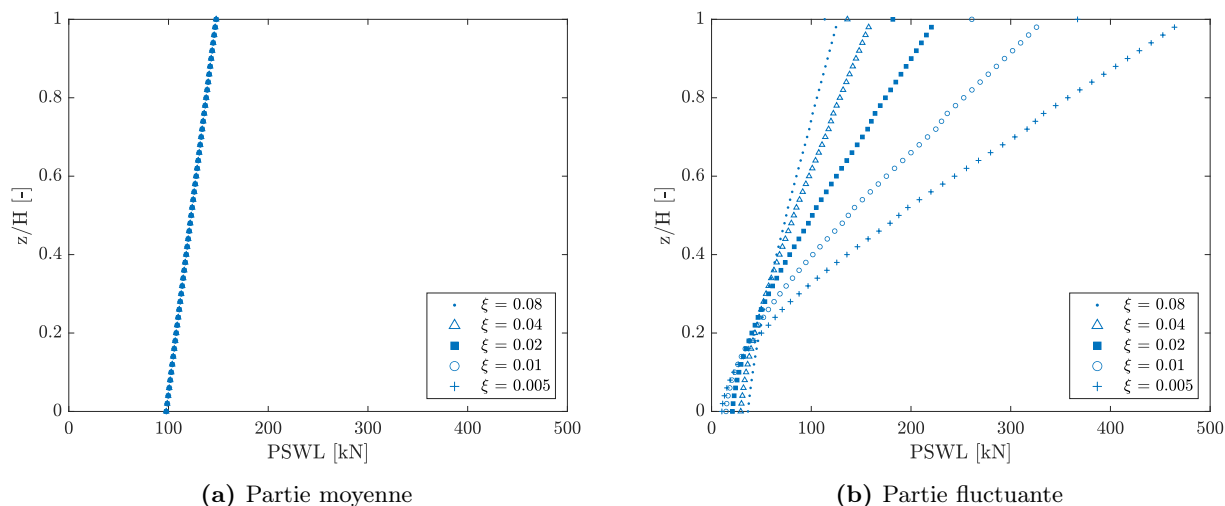 1
0.8
0.6
0.4
0.2
0
z/H [-]
0 100 200 300 400 500
PSWL [kN]
ξ = 0.08
ξ = 0.04
ξ = 0.02
ξ = 0.01
ξ = 0.005
(a) Partie moyenne
1
0.8
0.6
0.4
0.2
0
z/H [-]
0 100 200 300 400 500
PSWL [kN]
ξ = 0.08
ξ = 0.04
ξ = 0.02
ξ = 0.01
ξ = 0.005
(b) Partie fluctuante